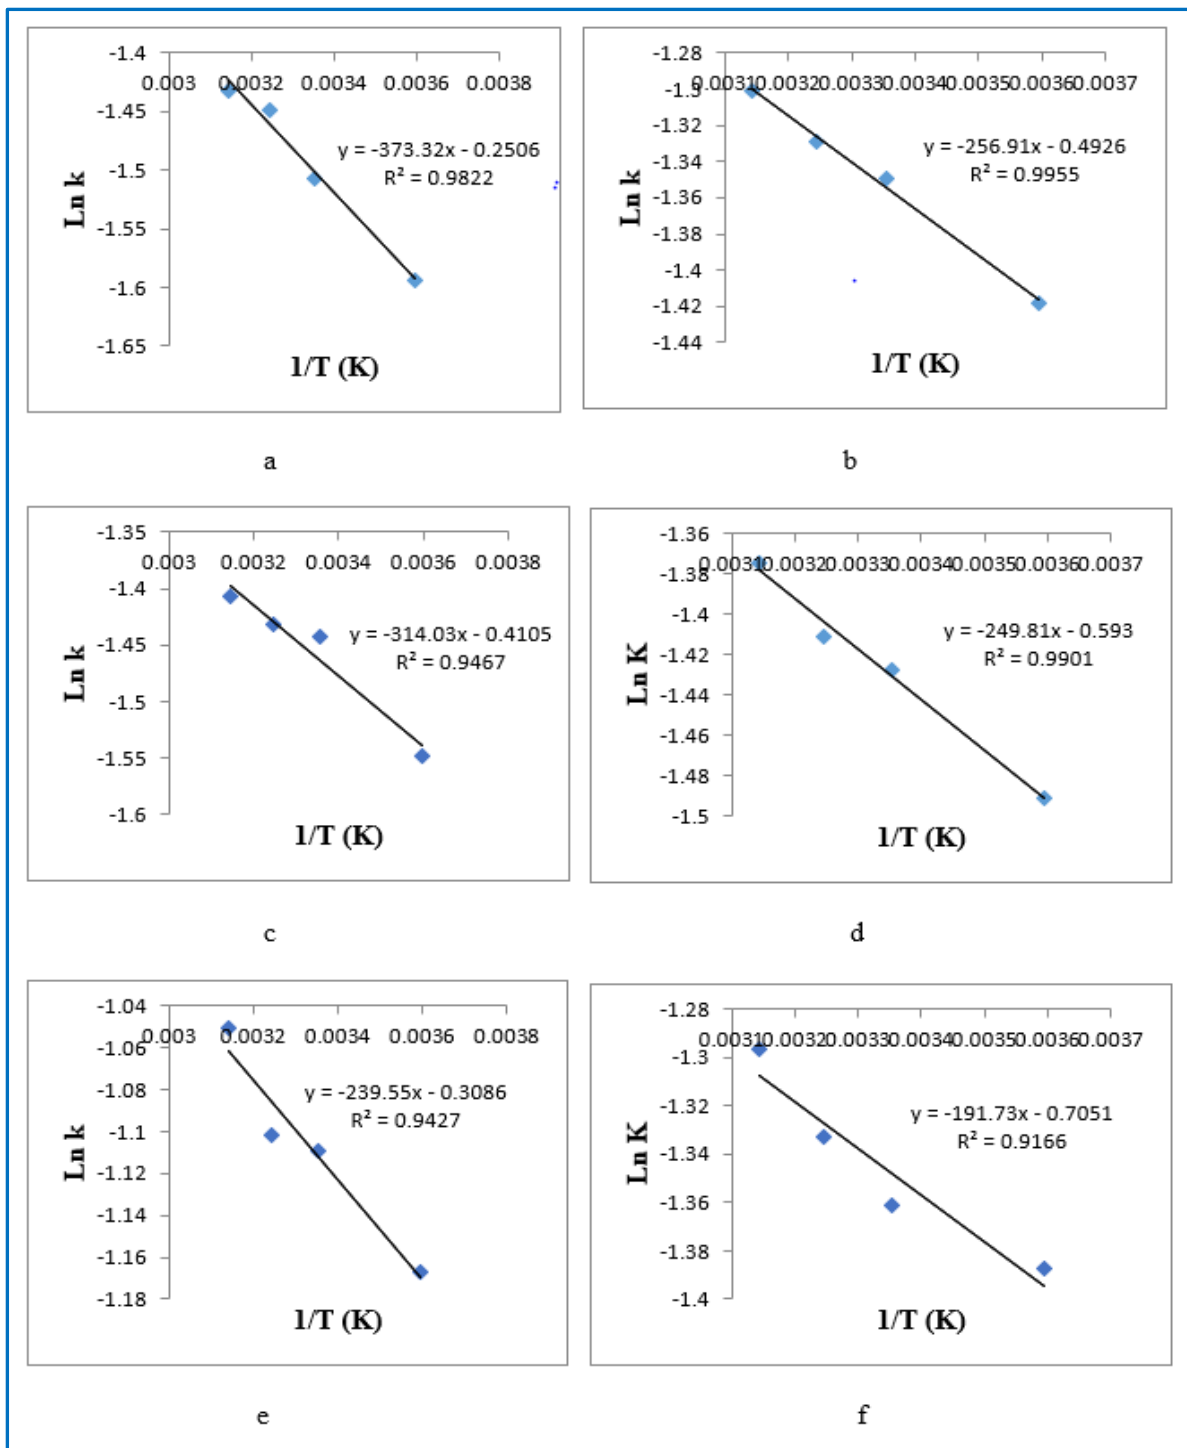 -1.4
0.003 0.0032 0.0034 0.0036 0.0038
-1.45
-1.5
-1.55
-1.6
-1.65
Ln k
y = -373.32x - 0.2506
R² = 0.9822
1/T (K)
a
-1.28
0.0031 0.0032 0.0033 0.0034 0.0035 0.0036 0.0037
-1.3
-1.32
-1.34
-1.36
-1.38
-1.4
-1.42
-1.44
Ln k
y = -256.91x - 0.4926
R² = 0.9955
1/T (K)
b
-1.35
0.003 0.0032 0.0034 0.0036 0.0038
-1.4
-1.45
-1.5
-1.55
-1.6
Ln k
y = -314.03x - 0.4105
R² = 0.9467
1/T (K)
c
-1.36
0.0031 0.0032 0.0033 0.0034 0.0035 0.0036 0.0037
-1.38
-1.4
-1.42
-1.44
-1.46
-1.48
-1.5
Ln K
y = -249.81x - 0.593
R² = 0.9901
1/T (K)
d
-1.04
0.003 0.0032 0.0034 0.0036 0.0038
-1.06
-1.08
-1.1
-1.12
-1.14
-1.16
-1.18
Ln k
y = -239.55x - 0.3086
R² = 0.9427
1/T (K)
e
-1.28
0.0031 0.0032 0.0033 0.0034 0.0035 0.0036 0.0037
-1.3
-1.32
-1.34
-1.36
-1.38
-1.4
Ln K
y = -191.73x - 0.7051
R² = 0.9166
1/T (K)
f